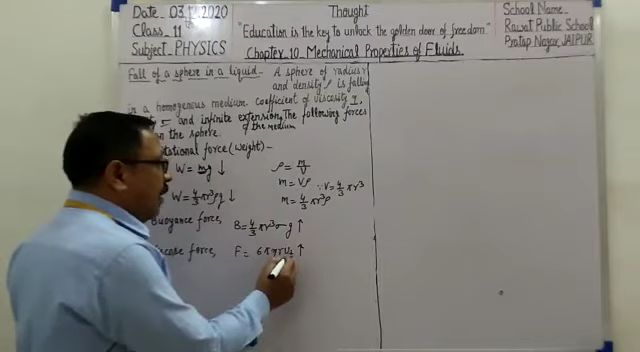 Date 03.1 .2020
Thought
School Name
Class. 11
"Education is the key to unlock the golden door of freedom."
Rawat Public School
Subject. PHYSICS
Chapter 10. Mechanical Properties of Fluids
Pratap Nagar, JAIPUR
Fall of a sphere in a liquid - A sphere of radius r
and density ρ is falling
in a homogenous medium coefficient of viscosity η,
σ and infinite extension. The following forces
on the sphere. of the medium
force (weight) -
W = mg ↓
ρ = m/V
m = Vρ ∵ V = 4/3 πr³
W = 4/3 πr³ρg ↓
m = 4/3 πr³ρ
Buoyance force, B = 4/3 πr³σg ↑
force, F = 6πηrvt ↑